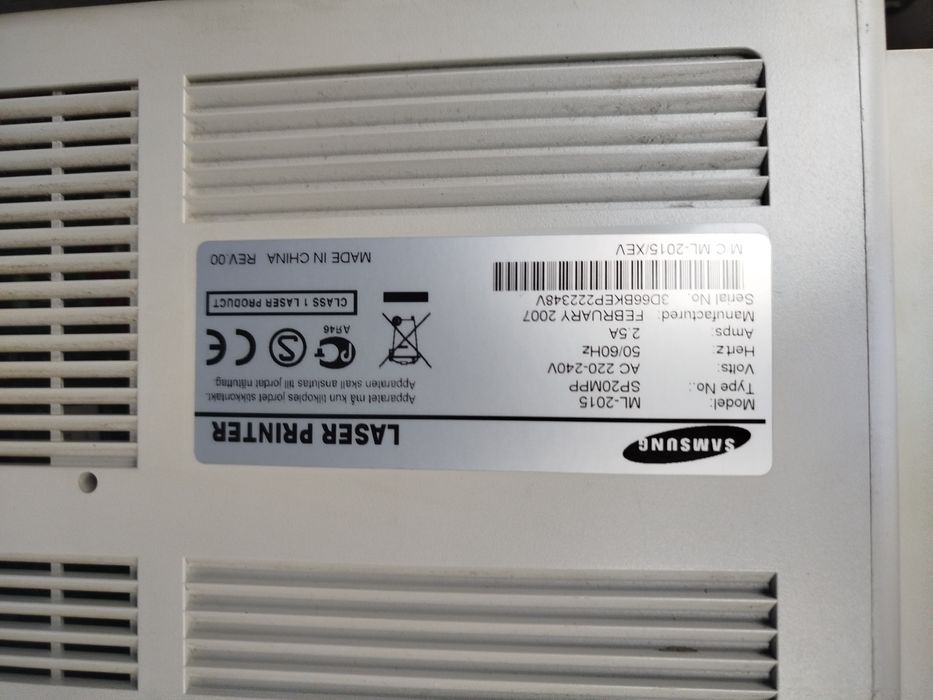 SAMSUNG
LASER PRINTER
Model: ML-2015
Type No.: SP20MPP
Volts: AC 220-240V
Hertz: 50/60Hz
Amps: 2.5A
Manufactured: FEBRUARY 2007
Serial No. 3D66BKEP222348V
M'C ML-2015/XEV
Apparatet må kun tilkoples jordet stikkontakt.
Apparaten skall anslutas till jordat nätuttag.
AЯ46
CLASS 1 LASER PRODUCT
MADE IN CHINA REV.00